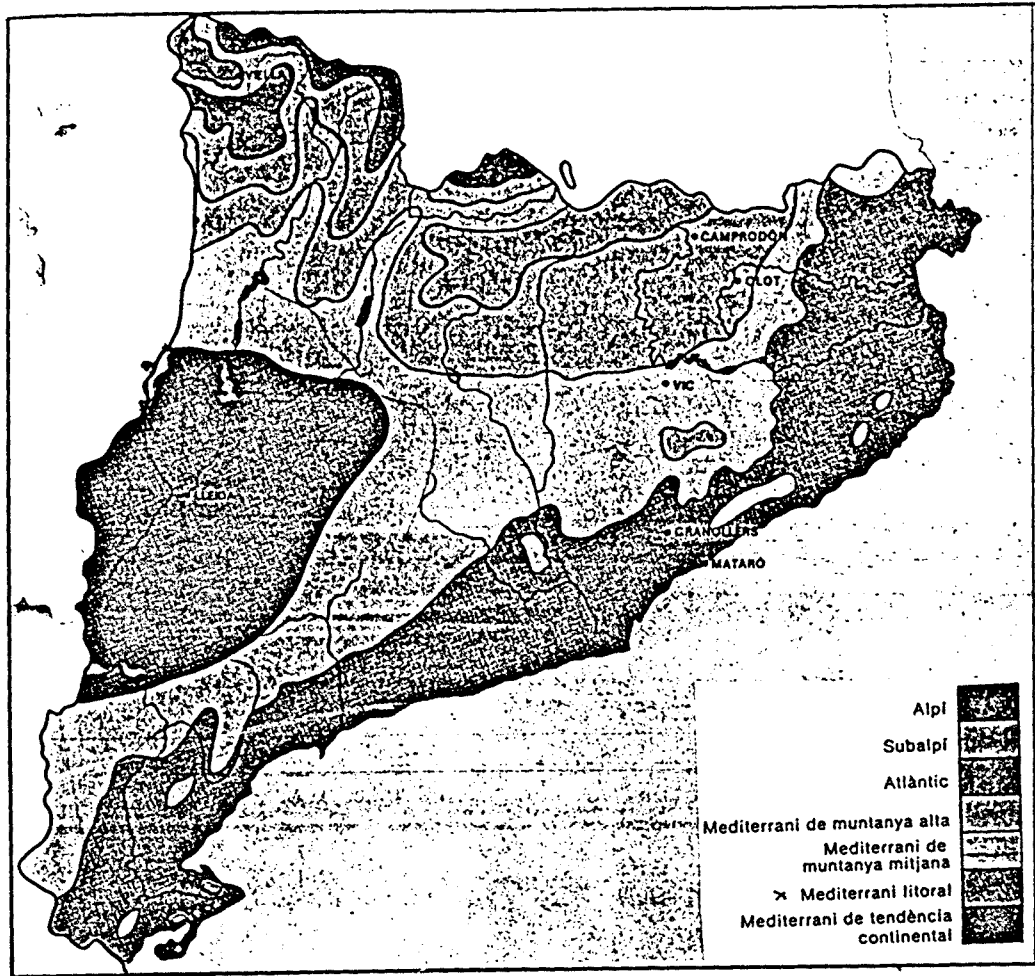 CAMPRODON
OLOT
VIC
LLEIDA
GRANOLLERS
MATARÓ
Alpí
Subalpí
Atlàntic
Mediterrani de muntanya alta
Mediterrani de
muntanya mitjana
Mediterrani litoral
Mediterrani de tendència
continental